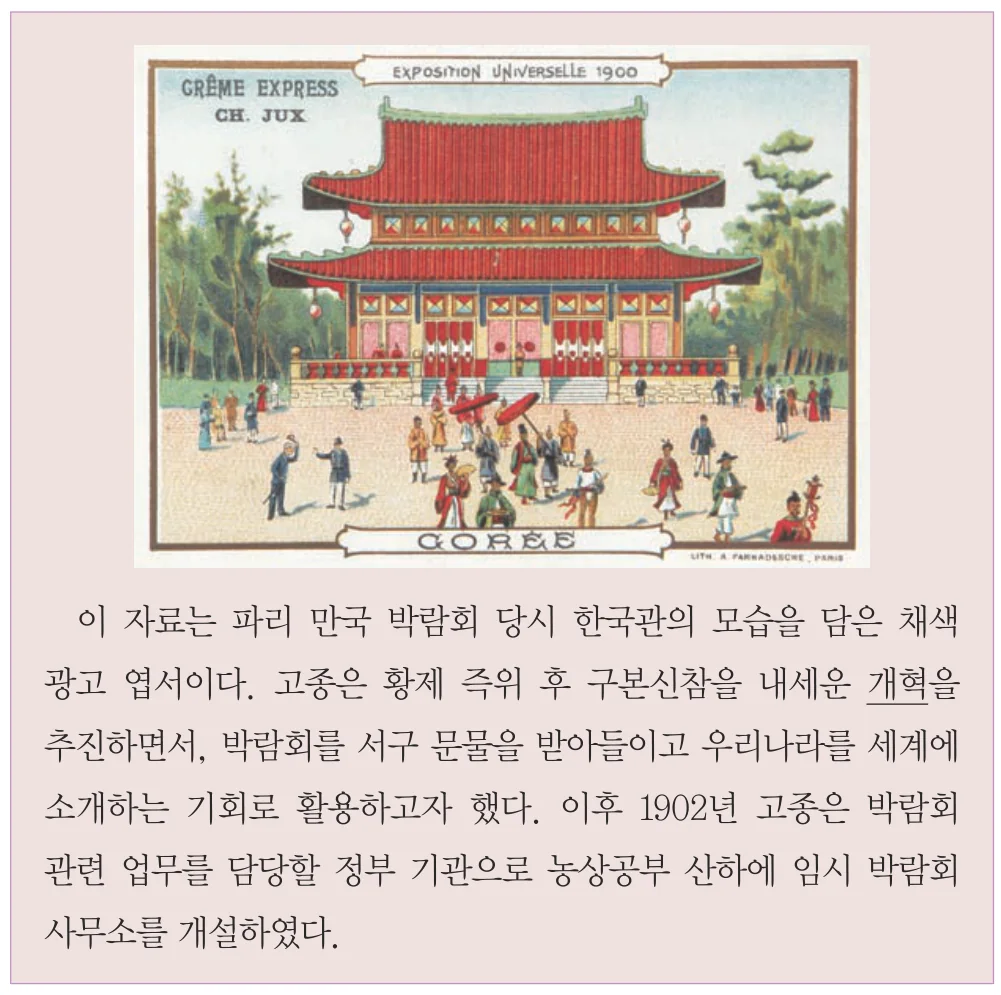 EXPOSITION UNIVERSELLE 1900
CRÊME EXPRESS
CH. JUX
CORÉE
LITH. A. FARRADESCHE, PARIS
이 자료는 파리 만국 박람회 당시 한국관의 모습을 담은 채색
광고 엽서이다. 고종은 황제 즉위 후 구본신참을 내세운 개혁을
추진하면서, 박람회를 서구 문물을 받아들이고 우리나라를 세계에
소개하는 기회로 활용하고자 했다. 이후 1902년 고종은 박람회
관련 업무를 담당할 정부 기관으로 농상공부 산하에 임시 박람회
사무소를 개설하였다.